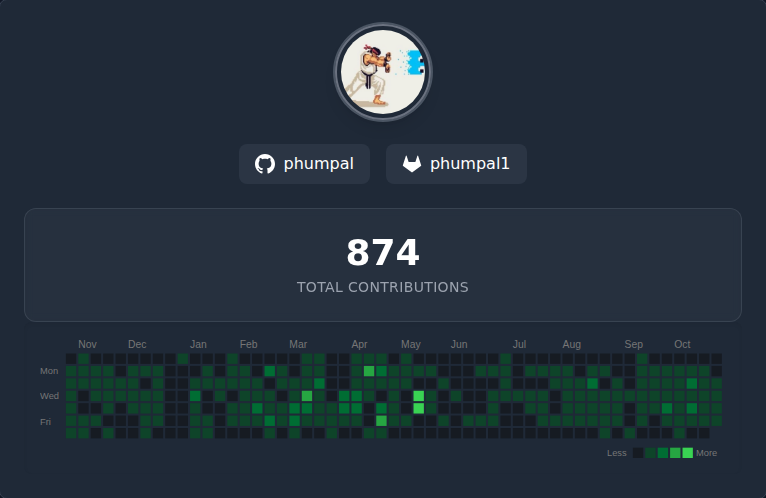 phumpal phumpal1
874
TOTAL CONTRIBUTIONS
Nov Dec Jan Feb Mar Apr May Jun Jul Aug Sep Oct
Mon
Wed
Fri
Less More